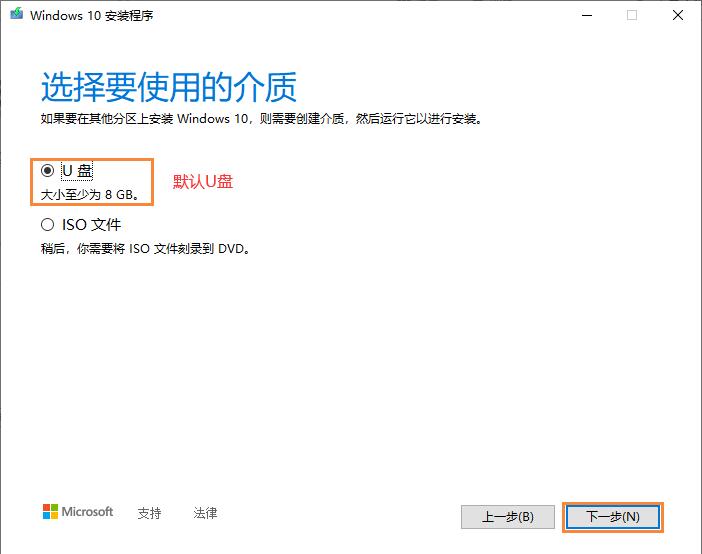 Windows 10 安装程序
选择要使用的介质
如果要在其他分区上安装 Windows 10，则需要创建介质，然后运行它以进行安装。
U 盘
默认U盘
大小至少为 8 GB。
ISO 文件
稍后，你需要将 ISO 文件刻录到 DVD。
Microsoft 支持 法律 上一步(B) 下一步(N)